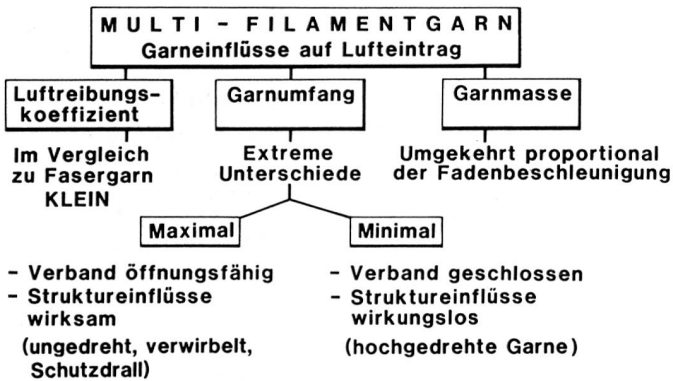 MULTI-FILAMENTGARN
Garneinflüsse auf Lufteintrag
Luftreibungs-
koeffizient
Im Vergleich
zu Fasergarn
KLEIN
Garnumfang
Extreme
Unterschiede
Garnmasse
Umgekehrt proportional
der Fadenbeschleunigung
Maximal
- Verband öffnungsfähig
- Struktureinflüsse
wirksam
(ungedreht, verwirbelt,
Schutzdrall)
Minimal
- Verband geschlossen
- Struktureinflüsse
wirkungslos
(hochgedrehte Garne)